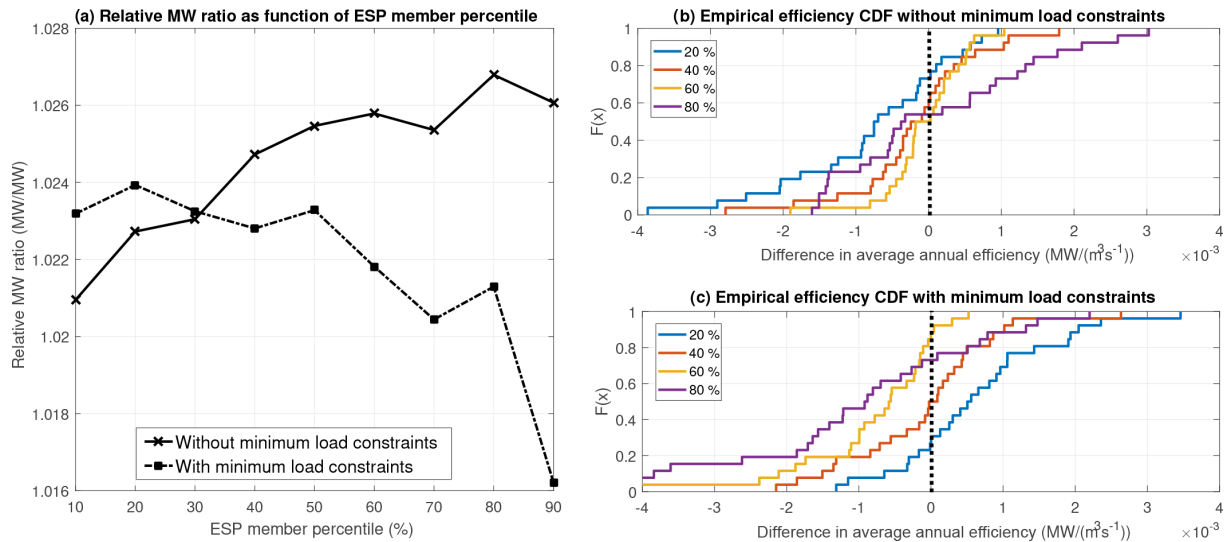 (a) Relative MW ratio as function of ESP member percentile
1.028
1.026
1.024
1.022
1.02
1.018
1.016
Relative MW ratio (MW/MW)
Without minimum load constraints
With minimum load constraints
10 20 30 40 50 60 70 80 90
ESP member percentile (%)
(b) Empirical efficiency CDF without minimum load constraints
1
0.8
0.6
0.4
0.2
0
F(x)
20 %
40 %
60 %
80 %
-4 -3 -2 -1 0 1 2 3 4
Difference in average annual efficiency (MW/(m³s⁻¹))
×10⁻³
(c) Empirical efficiency CDF with minimum load constraints
1
0.8
0.6
0.4
0.2
0
F(x)
20 %
40 %
60 %
80 %
-4 -3 -2 -1 0 1 2 3 4
Difference in average annual efficiency (MW/(m³s⁻¹))
×10⁻³